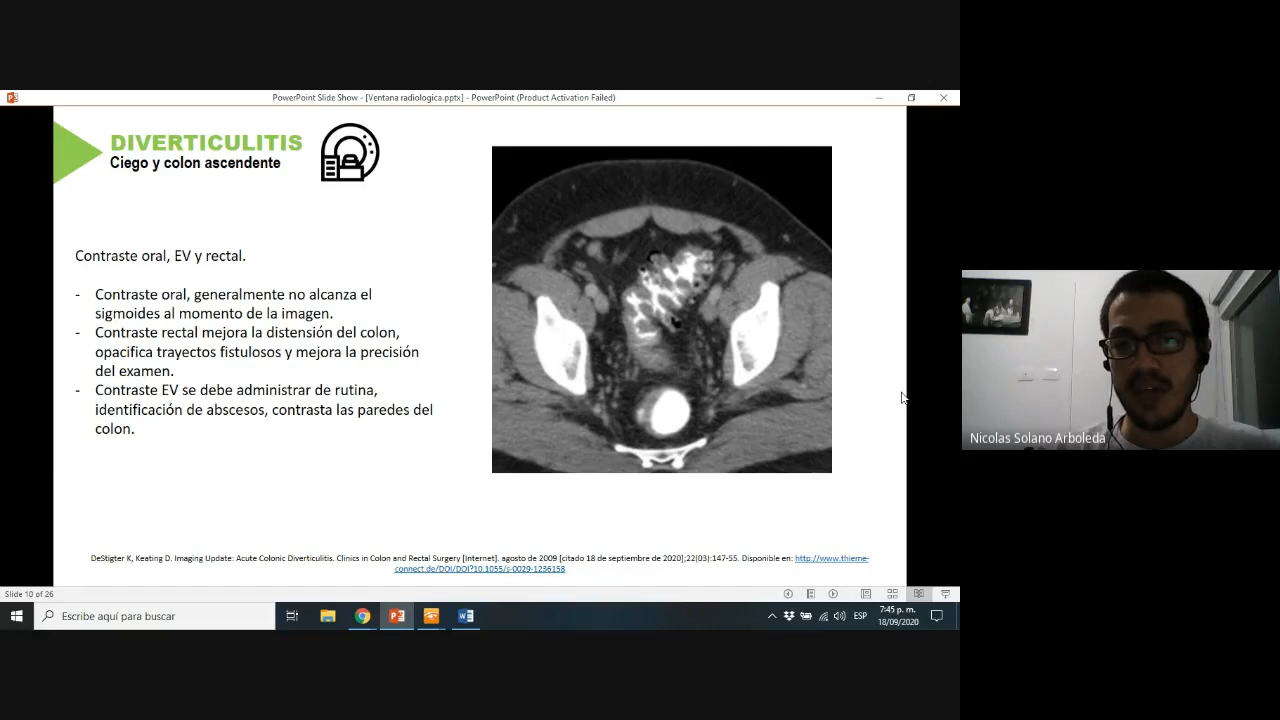 PowerPoint Slide Show - [Ventana radiologica.pptx] - PowerPoint (Product Activation Failed)
DIVERTICULITIS
Ciego y colon ascendente
Contraste oral, EV y rectal.
- Contraste oral, generalmente no alcanza el
sigmoides al momento de la imagen.
- Contraste rectal mejora la distensión del colon,
opacifica trayectos fistulosos y mejora la precisión
del examen.
- Contraste EV se debe administrar de rutina,
identificación de abscesos, contrasta las paredes del
colon.
DeStigter K, Keating D. Imaging Update: Acute Colonic Diverticulitis. Clinics in Colon and Rectal Surgery [Internet]. agosto de 2009 [citado 18 de septiembre de 2020];22(03):147-55. Disponible en: http://www.thieme-
connect.de/DOI/DOI?10.1055/s-0029-1236158
Nicolas Solano Arboleda
Slide 10 of 26
Escribe aquí para buscar
ESP
7:45 p. m.
18/09/2020